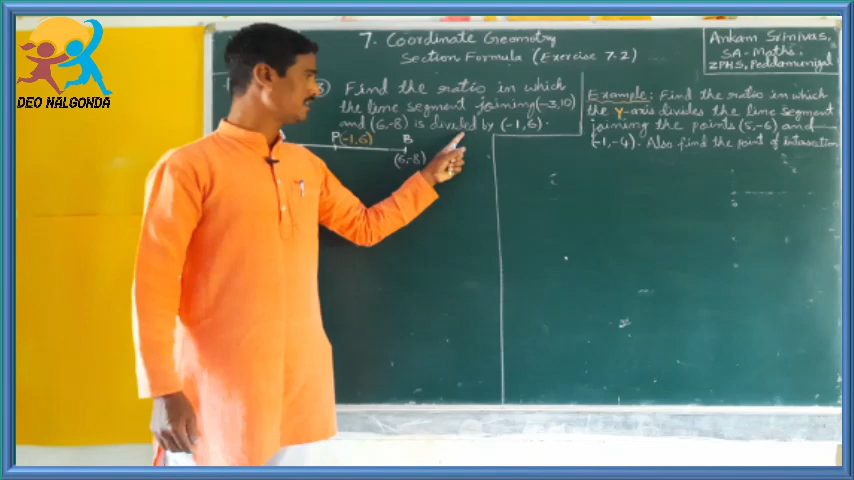 DEO NALGONDA
7. Coordinate Geometry
Section Formula (Exercise 7.2)
Ankam Srinivas,
SA-Maths.
ZPHS, Peddamunigal
3) Find the ratio in which
the line segment joining (-3,10)
and (6,-8) is divided by (-1,6).
P(-1,6) B
(6,-8)
Example: Find the ratio in which
the Y-axis divides the line segment
joining the points (5,-6) and
(-1,-4). Also find the point of intersection